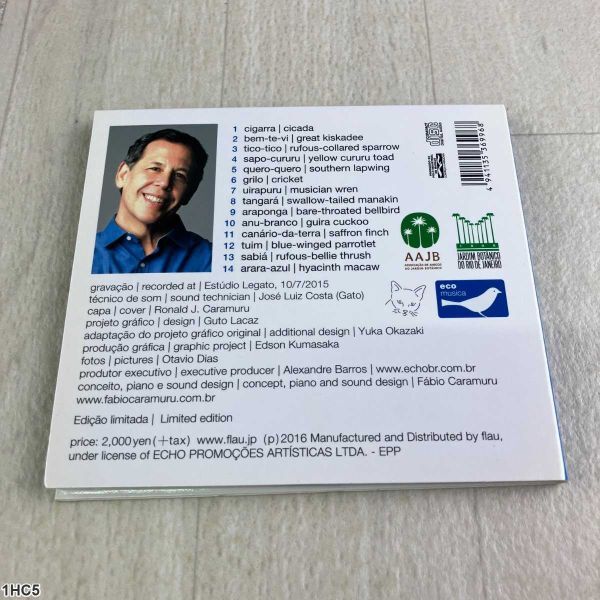 1 cigarra | cicada
2 bem-te-vi | great kiskadee
3 tico-tico | rufous-collared sparrow
4 sapo-cururu | yellow cururu toad
5 quero-quero | southern lapwing
6 grilo | cricket
7 uirapuru | musician wren
8 tangará | swallow-tailed manakin
9 araponga | bare-throated bellbird
10 anu-branco | guira cuckoo
11 canário-da-terra | saffron finch
12 tuim | blue-winged parrotlet
13 sabiá | rufous-bellie thrush
14 arara-azul | hyacinth macaw
4 941135 369968
AAJB
ASSOCIAÇÃO DE AMIGOS
DO JARDIM BOTÂNICO
JARDIM BOTÂNICO
DO RIO DE JANEIRO
eco
musica
gravação | recorded at | Estúdio Legato, 10/7/2015
técnico de som | sound technician | José Luiz Costa (Gato)
capa | cover | Ronald J. Caramuru
projeto gráfico | design | Guto Lacaz
adaptação do projeto gráfico original | additional design | Yuka Okazaki
produção gráfica | graphic project | Edson Kumasaka
fotos | pictures | Otavio Dias
produtor executivo | executive producer | Alexandre Barros | www.echobr.com.br
conceito, piano e sound design | concept, piano and sound design | Fábio Caramuru
www.fabiocaramuru.com.br
Edição limitada | Limited edition
price: 2,000yen(+tax) www.flau.jp (p)2016 Manufactured and Distributed by flau,
under license of ECHO PROMOÇÕES ARTÍSTICAS LTDA. - EPP
1HC5